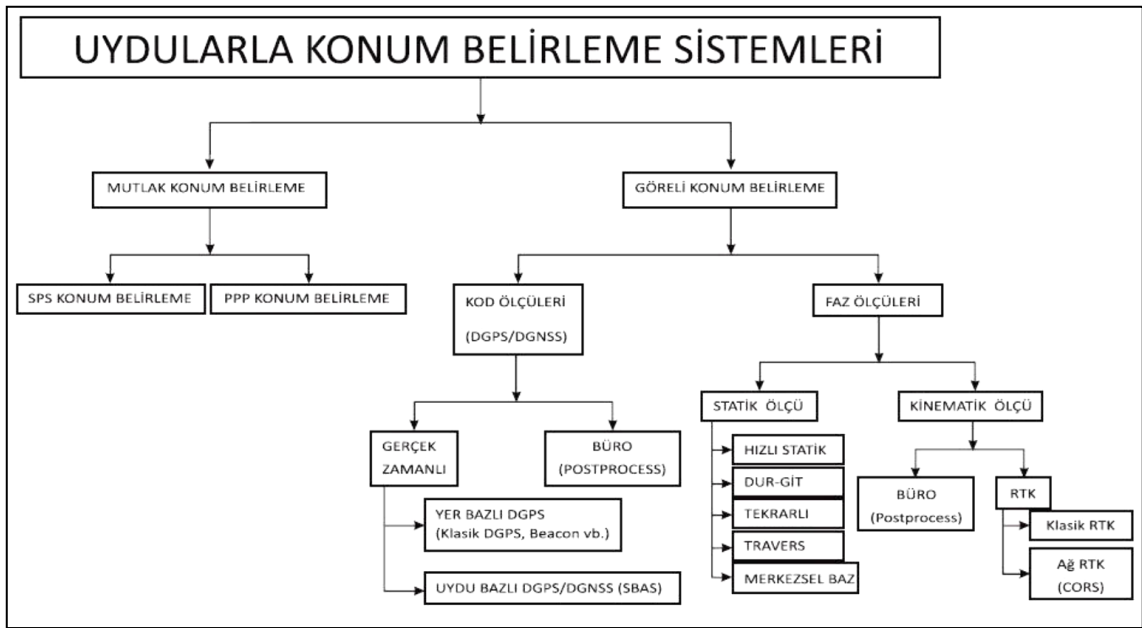 UYDULARLA KONUM BELİRLEME SİSTEMLERİ
MUTLAK KONUM BELİRLEME
GÖRELİ KONUM BELİRLEME
SPS KONUM BELİRLEME
PPP KONUM BELİRLEME
KOD ÖLÇÜLERİ
(DGPS/DGNSS)
FAZ ÖLÇÜLERİ
STATİK ÖLÇÜ
KİNEMATİK ÖLÇÜ
GERÇEK
ZAMANLI
BÜRO
(POSTPROCESS)
YER BAZLI DGPS
(Klasik DGPS, Beacon vb.)
UYDU BAZLI DGPS/DGNSS (SBAS)
HIZLI STATİK
DUR-GİT
TEKRARLI
TRAVERS
MERKEZSEL BAZ
BÜRO
(Postprocess)
RTK
Klasik RTK
Ağ RTK
(CORS)